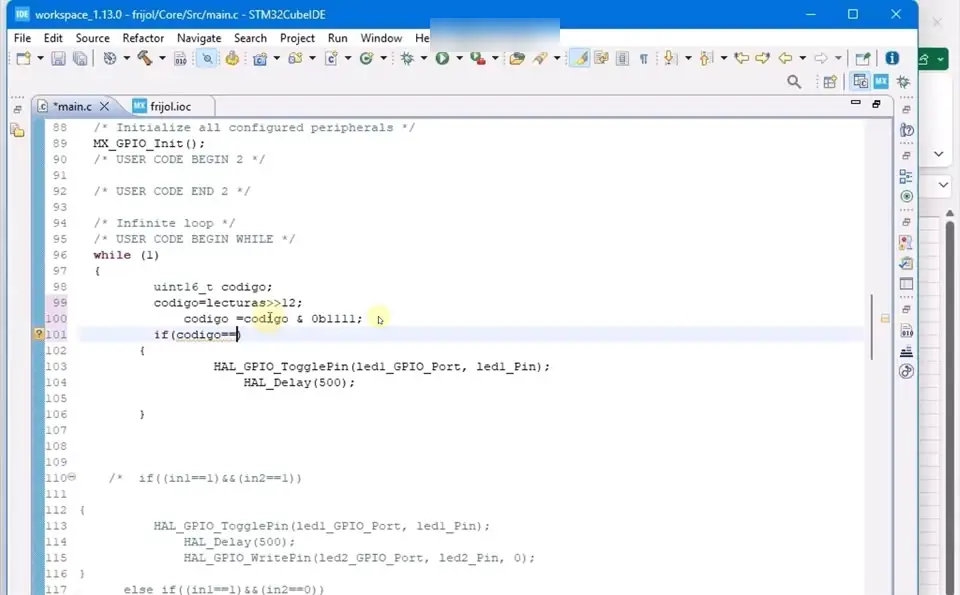 IDE workspace_1.13.0 - frijol/Core/Src/main.c - STM32CubeIDE
File Edit Source Refactor Navigate Search Project Run Window He
*main.c MX frijol.ioc
88 /* Initialize all configured peripherals */
89 MX_GPIO_Init();
90 /* USER CODE BEGIN 2 */
91
92 /* USER CODE END 2 */
93
94 /* Infinite loop */
95 /* USER CODE BEGIN WHILE */
96 while (1)
97 {
98 uint16_t codigo;
99 codigo=lecturas>>12;
100 codigo =codigo & 0b1111;
101 if(codigo==)
102 {
103 HAL_GPIO_TogglePin(led1_GPIO_Port, led1_Pin);
104 HAL_Delay(500);
105
106 }
107
108
109
110 /* if((in1==1)&&(in2==1))
111
112 {
113 HAL_GPIO_TogglePin(led1_GPIO_Port, led1_Pin);
114 HAL_Delay(500);
115 HAL_GPIO_WritePin(led2_GPIO_Port, led2_Pin, 0);
116 }
117 else if((in1==1)&&(in2==0))